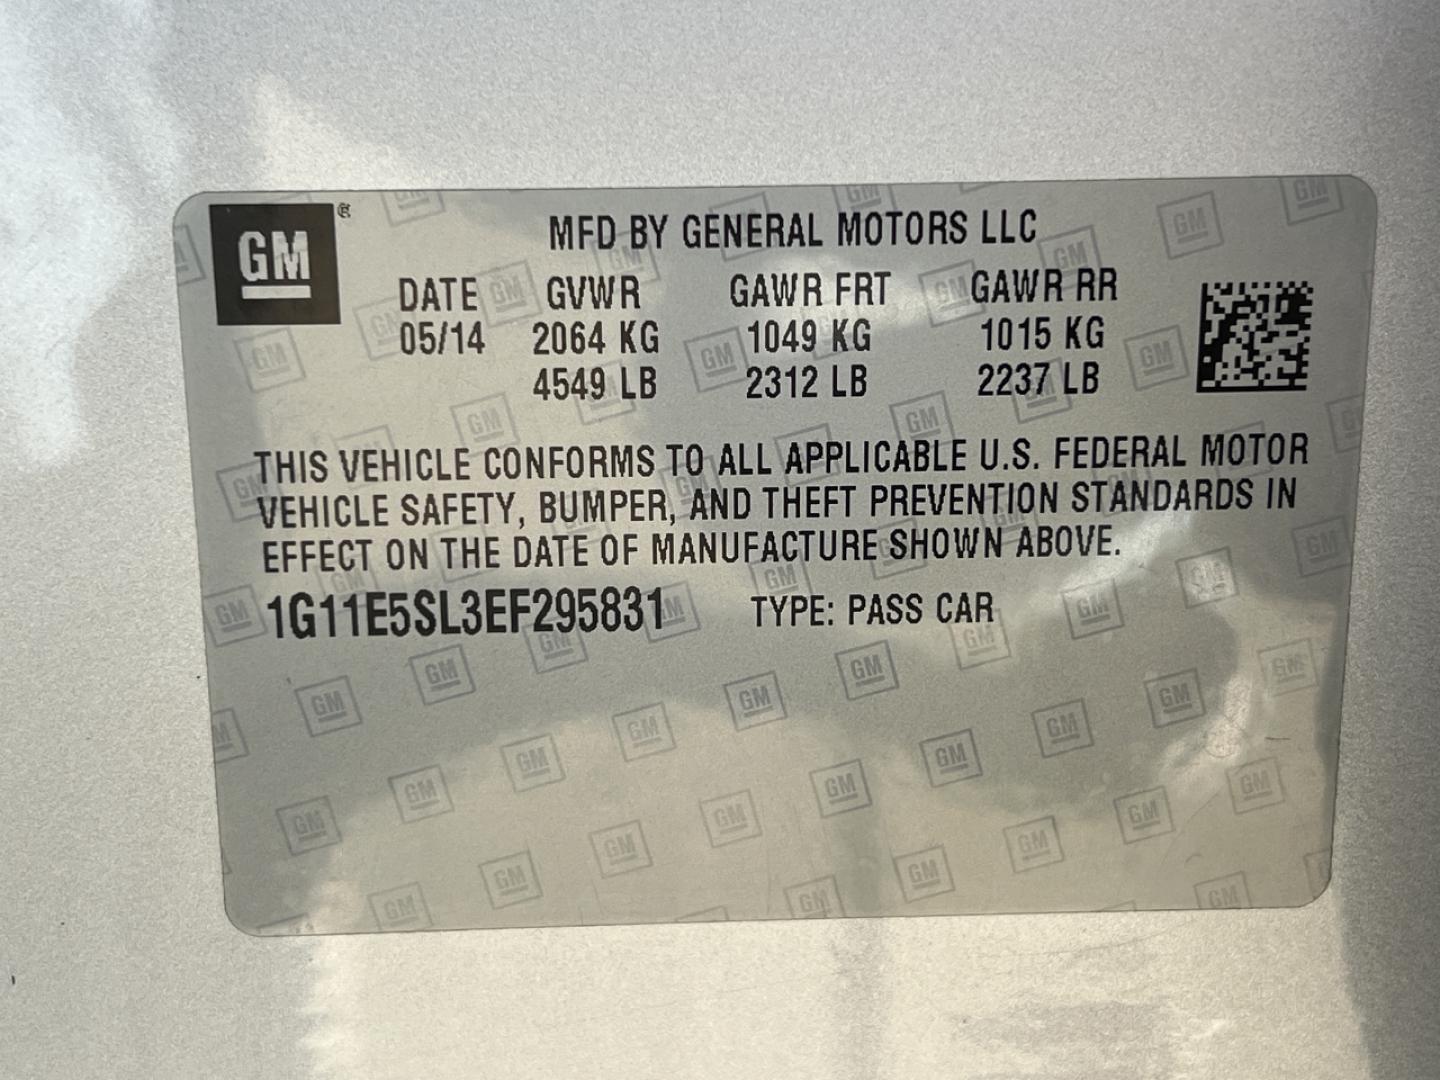 GM
MFD BY GENERAL MOTORS LLC
DATE GVWR GAWR FRT GAWR RR
05/14 2064 KG 1049 KG 1015 KG
4549 LB 2312 LB 2237 LB
THIS VEHICLE CONFORMS TO ALL APPLICABLE U.S. FEDERAL MOTOR
VEHICLE SAFETY, BUMPER, AND THEFT PREVENTION STANDARDS IN
EFFECT ON THE DATE OF MANUFACTURE SHOWN ABOVE.
1G11E5SL3EF295831 TYPE: PASS CAR